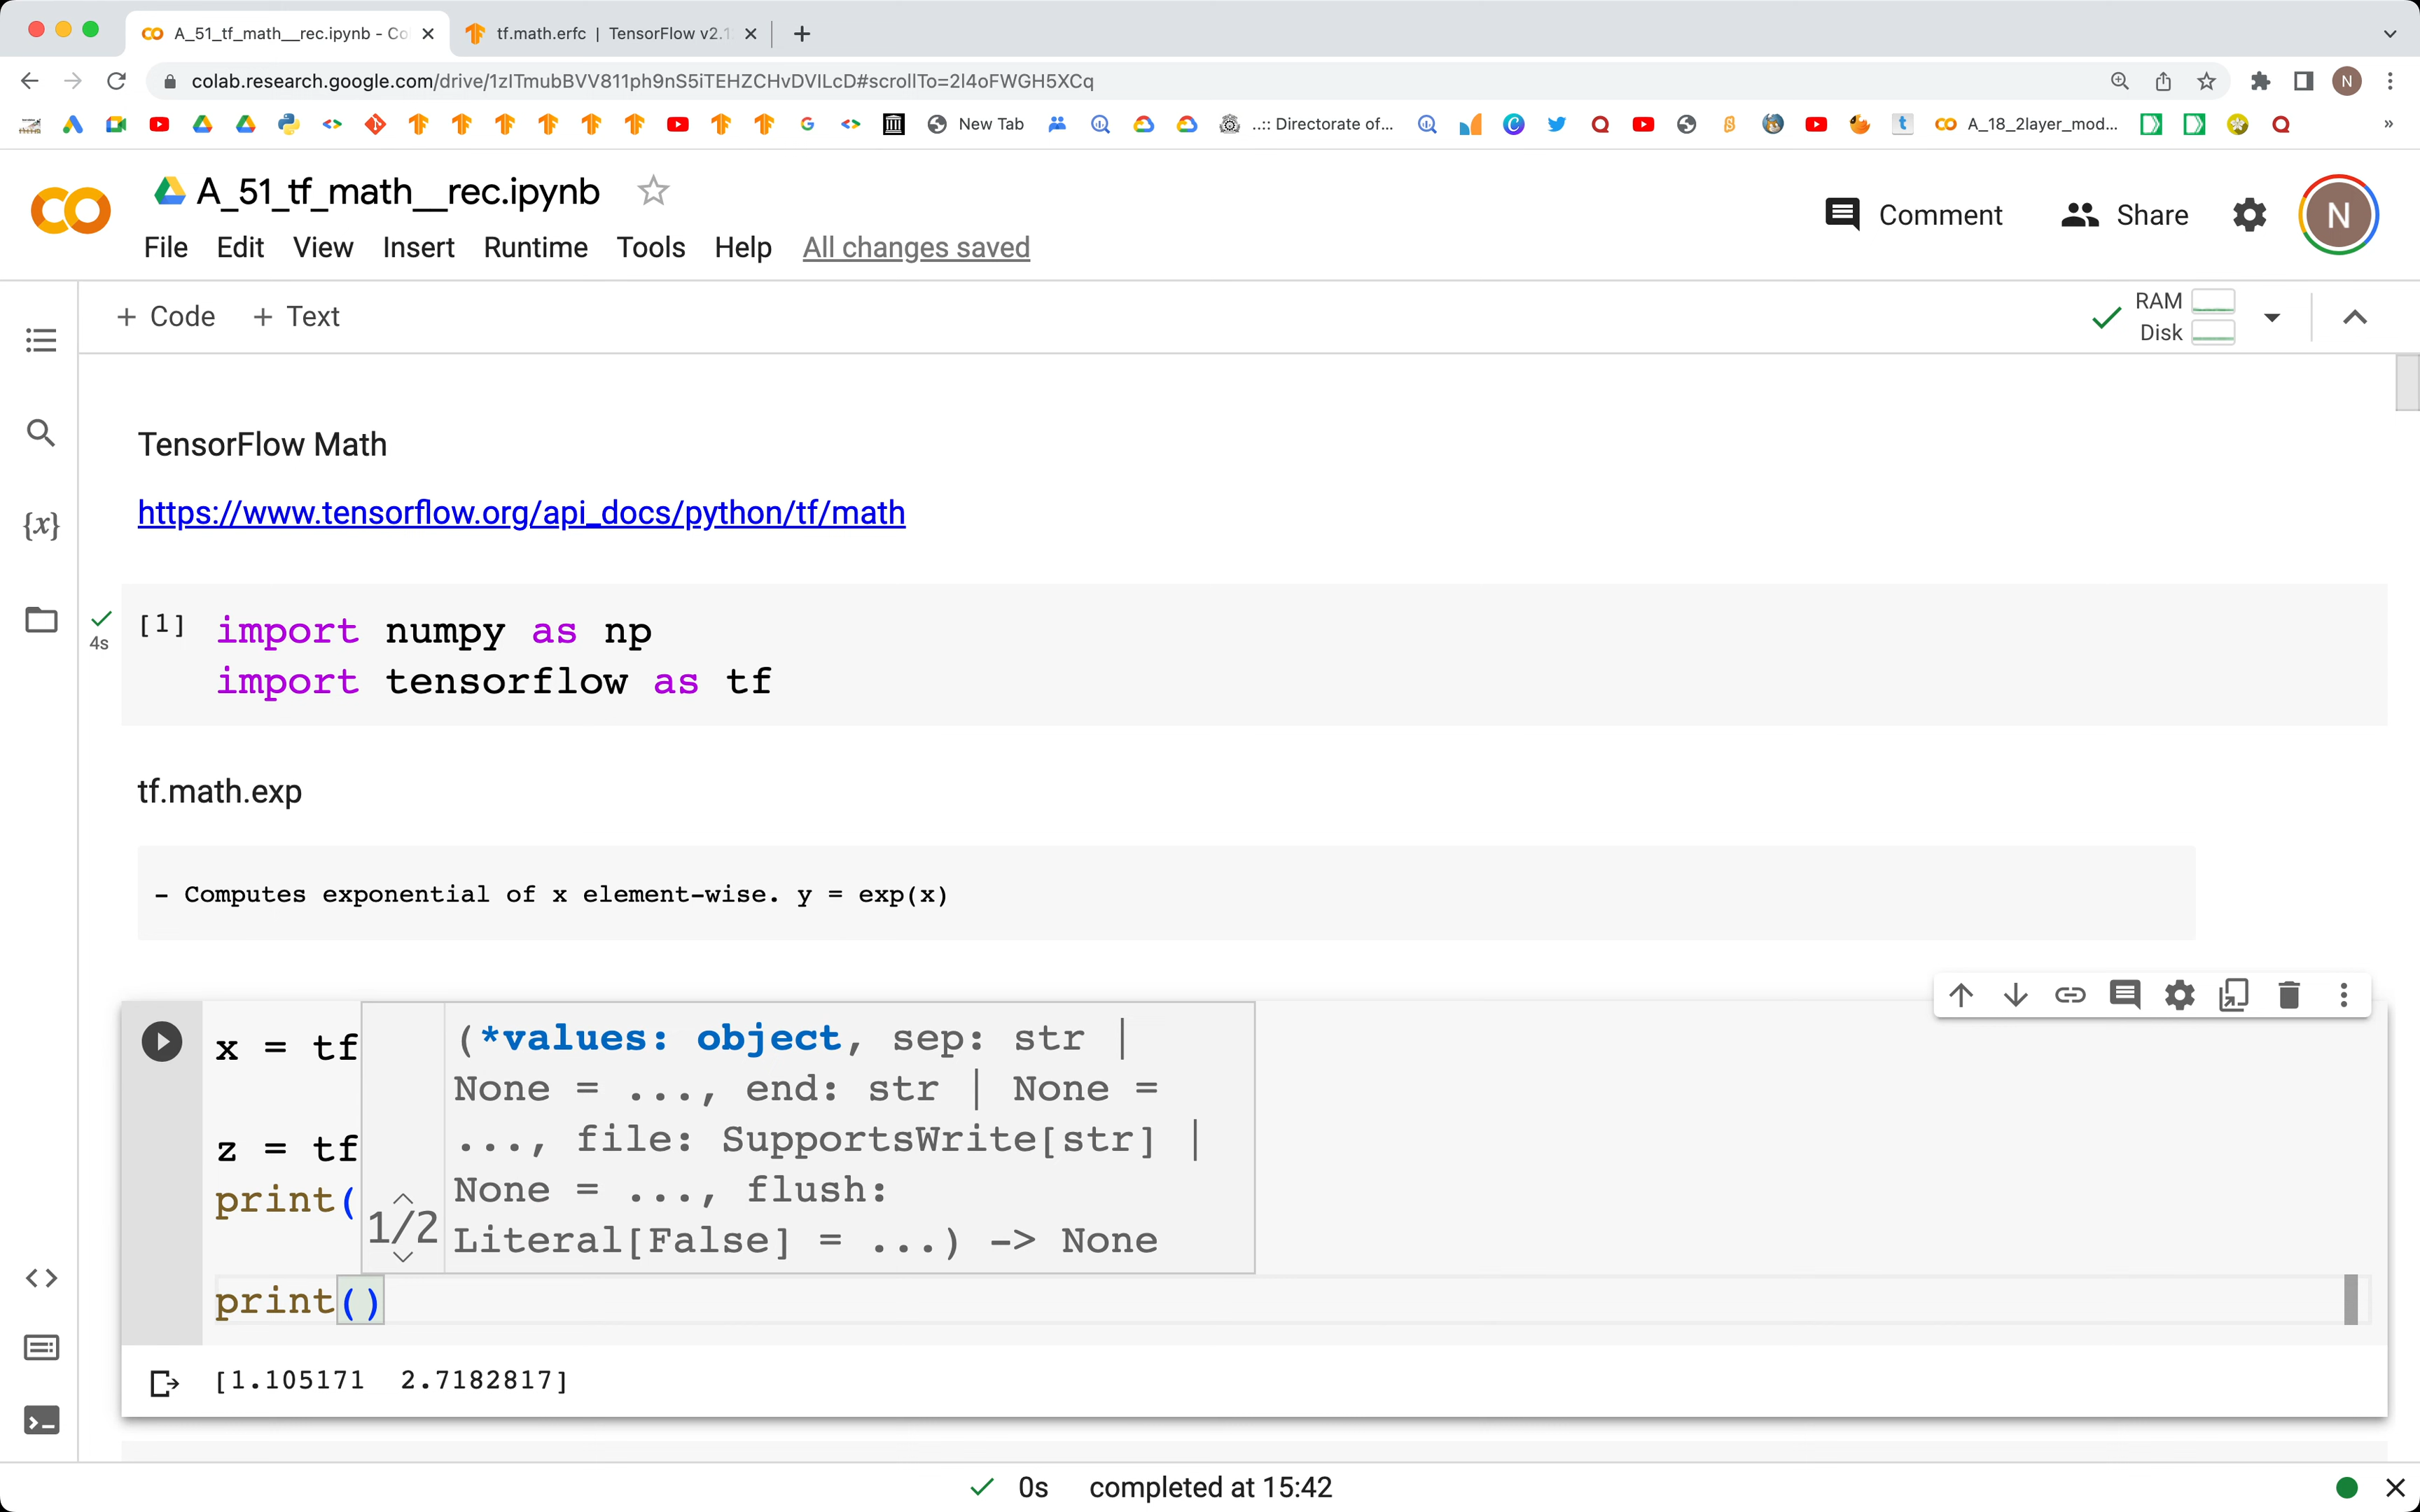 A_51_tf_math__rec.ipynb - Co
tf.math.erfc | TensorFlow v2.1
colab.research.google.com/drive/1zITmubBVV811ph9nS5iTEHZCHvDVILcD#scrollTo=2l4oFWGH5XCq
N
New Tab
..:: Directorate of...
A_18_2layer_mod...
»
A_51_tf_math__rec.ipynb
Comment
Share
N
File Edit View Insert Runtime Tools Help All changes saved
+ Code + Text
RAM
Disk
TensorFlow Math
https://www.tensorflow.org/api_docs/python/tf/math
{x}
[1] import numpy as np
4s
import tensorflow as tf
tf.math.exp
- Computes exponential of x element-wise. y = exp(x)
x = tf
(*values: object, sep: str |
None = ..., end: str | None =
z = tf
..., file: SupportsWrite[str] |
print(
None = ..., flush:
1/2
Literal[False] = ...) -> None
print()
[1.105171 2.7182817]
0s completed at 15:42